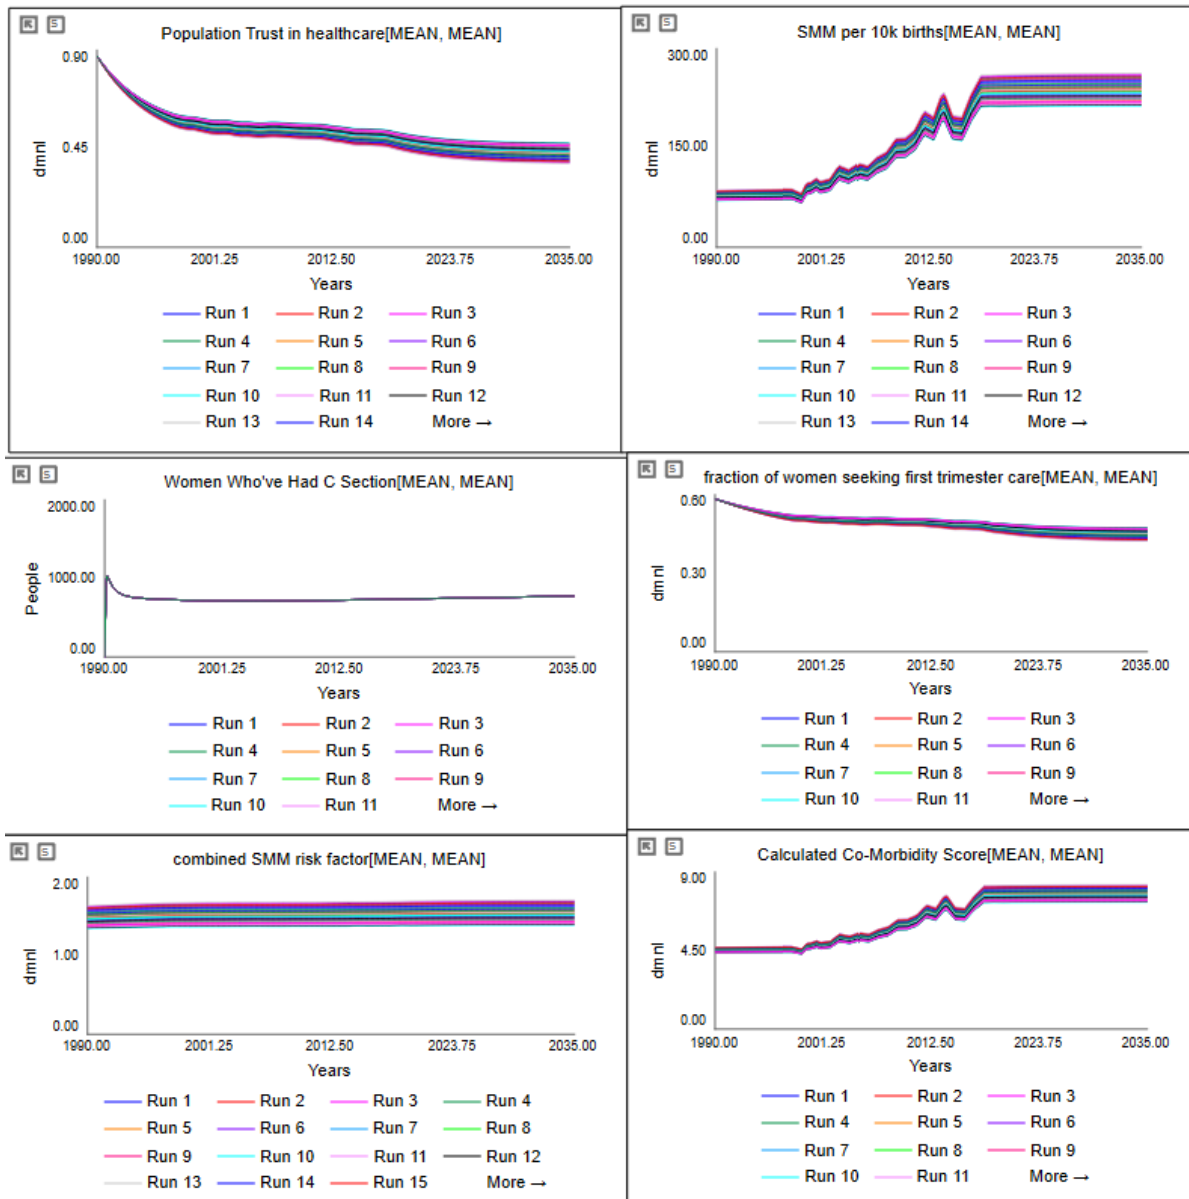 Population Trust in healthcare[MEAN, MEAN]
0.90
0.45
0.00
dmnl
1990.00 2001.25 2012.50 2023.75 2035.00
Years
Run 1 Run 2 Run 3
Run 4 Run 5 Run 6
Run 7 Run 8 Run 9
Run 10 Run 11 Run 12
Run 13 Run 14 More →
SMM per 10k births[MEAN, MEAN]
300.00
150.00
0.00
dmnl
1990.00 2001.25 2012.50 2023.75 2035.00
Years
Run 1 Run 2 Run 3
Run 4 Run 5 Run 6
Run 7 Run 8 Run 9
Run 10 Run 11 Run 12
Run 13 Run 14 More →
Women Who've Had C Section[MEAN, MEAN]
2000.00
1000.00
0.00
People
1990.00 2001.25 2012.50 2023.75 2035.00
Years
Run 1 Run 2 Run 3
Run 4 Run 5 Run 6
Run 7 Run 8 Run 9
Run 10 Run 11 More →
fraction of women seeking first trimester care[MEAN, MEAN]
0.60
0.30
0.00
dmnl
1990.00 2001.25 2012.50 2023.75 2035.00
Years
Run 1 Run 2 Run 3
Run 4 Run 5 Run 6
Run 7 Run 8 Run 9
Run 10 Run 11 More →
combined SMM risk factor[MEAN, MEAN]
2.00
1.00
0.00
dmnl
1990.00 2001.25 2012.50 2023.75 2035.00
Years
Run 1 Run 2 Run 3 Run 4
Run 5 Run 6 Run 7 Run 8
Run 9 Run 10 Run 11 Run 12
Run 13 Run 14 Run 15 More →
Calculated Co-Morbidity Score[MEAN, MEAN]
9.00
4.50
0.00
dmnl
1990.00 2001.25 2012.50 2023.75 2035.00
Years
Run 1 Run 2 Run 3
Run 4 Run 5 Run 6
Run 7 Run 8 Run 9
Run 10 Run 11 More →